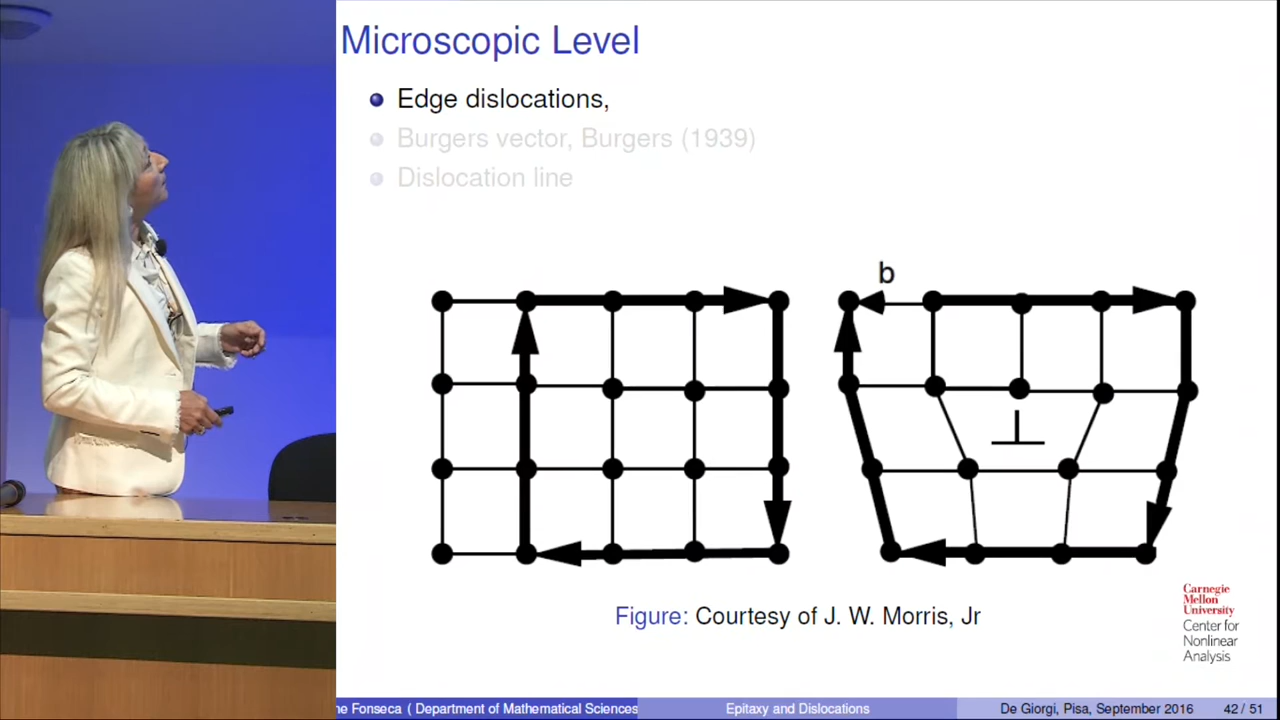 Microscopic Level
Edge dislocations,
Burgers vector, Burgers (1939)
Dislocation line
b
Figure: Courtesy of J. W. Morris, Jr
Carnegie
Mellon
University
Center for
Nonlinear
Analysis
Fonseca ( Department of Mathematical Sciences
Epitaxy and Dislocations
De Giorgi, Pisa, September 2016
42 / 51